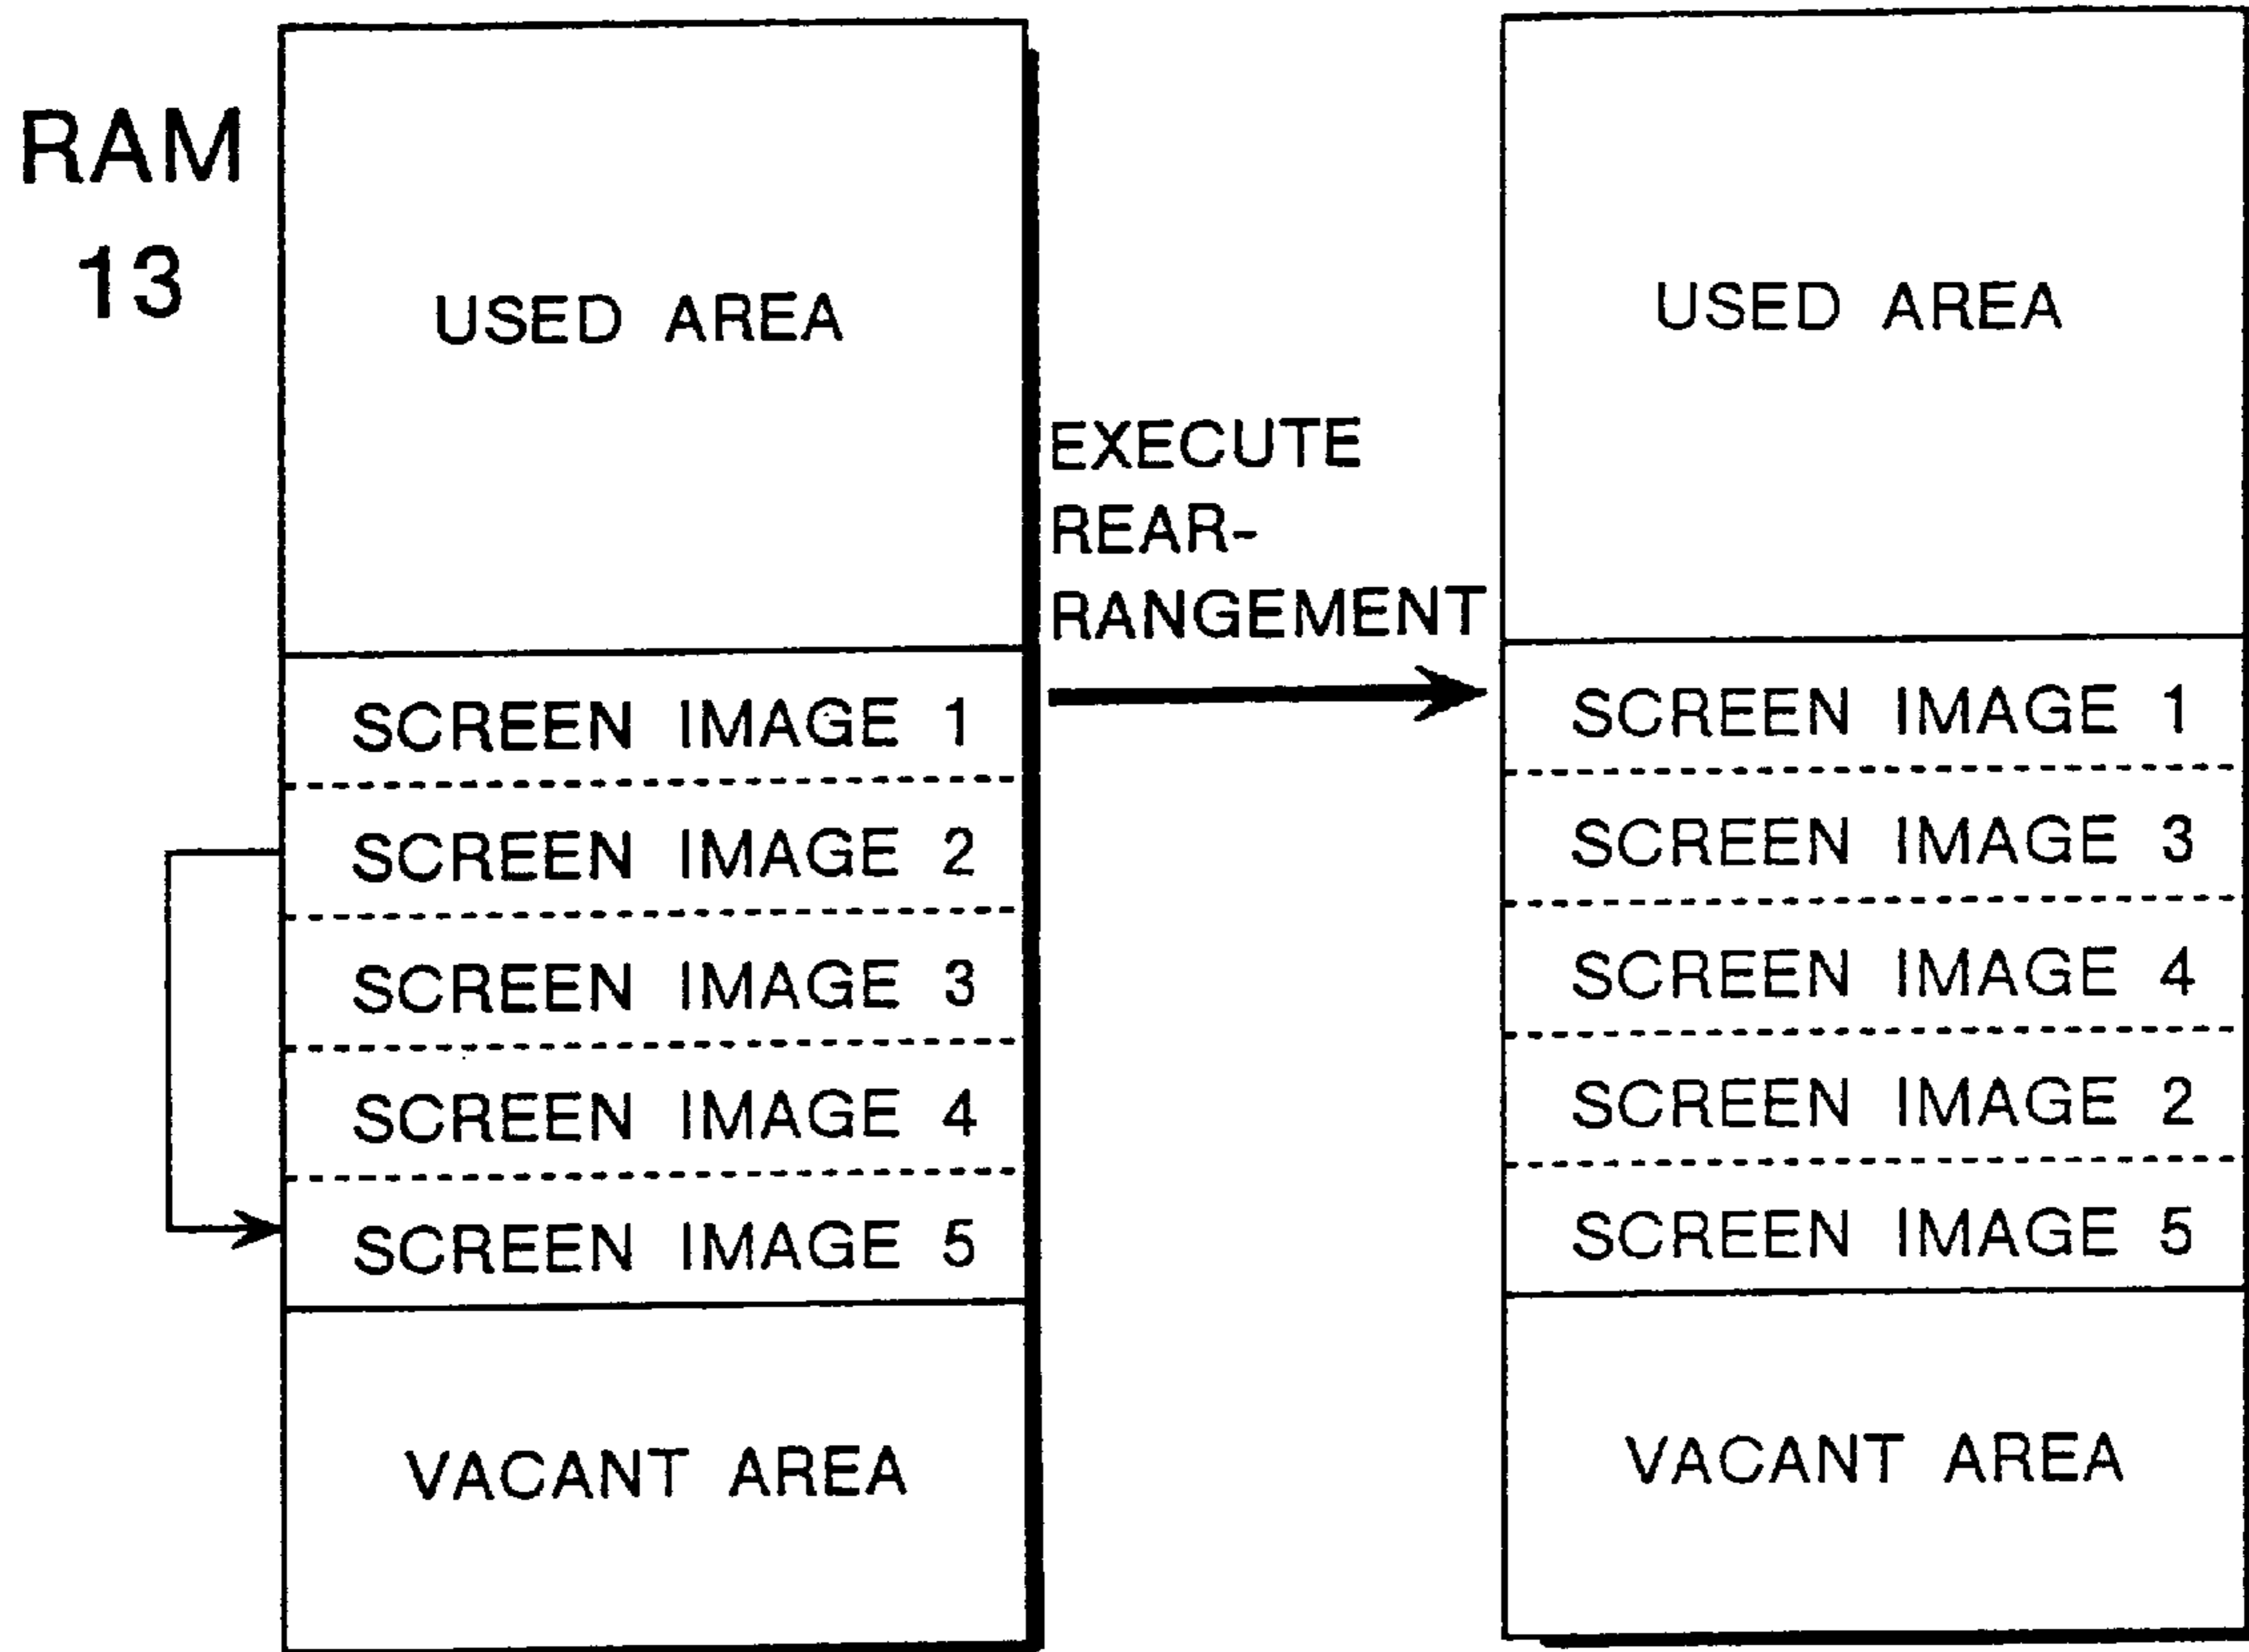 RAM
13
USED AREA
SCREEN IMAGE 1
SCREEN IMAGE 2
SCREEN IMAGE 3
SCREEN IMAGE 4
SCREEN IMAGE 5
VACANT AREA
EXECUTE
REAR-
RANGEMENT
USED AREA
SCREEN IMAGE 1
SCREEN IMAGE 3
SCREEN IMAGE 4
SCREEN IMAGE 2
SCREEN IMAGE 5
VACANT AREA